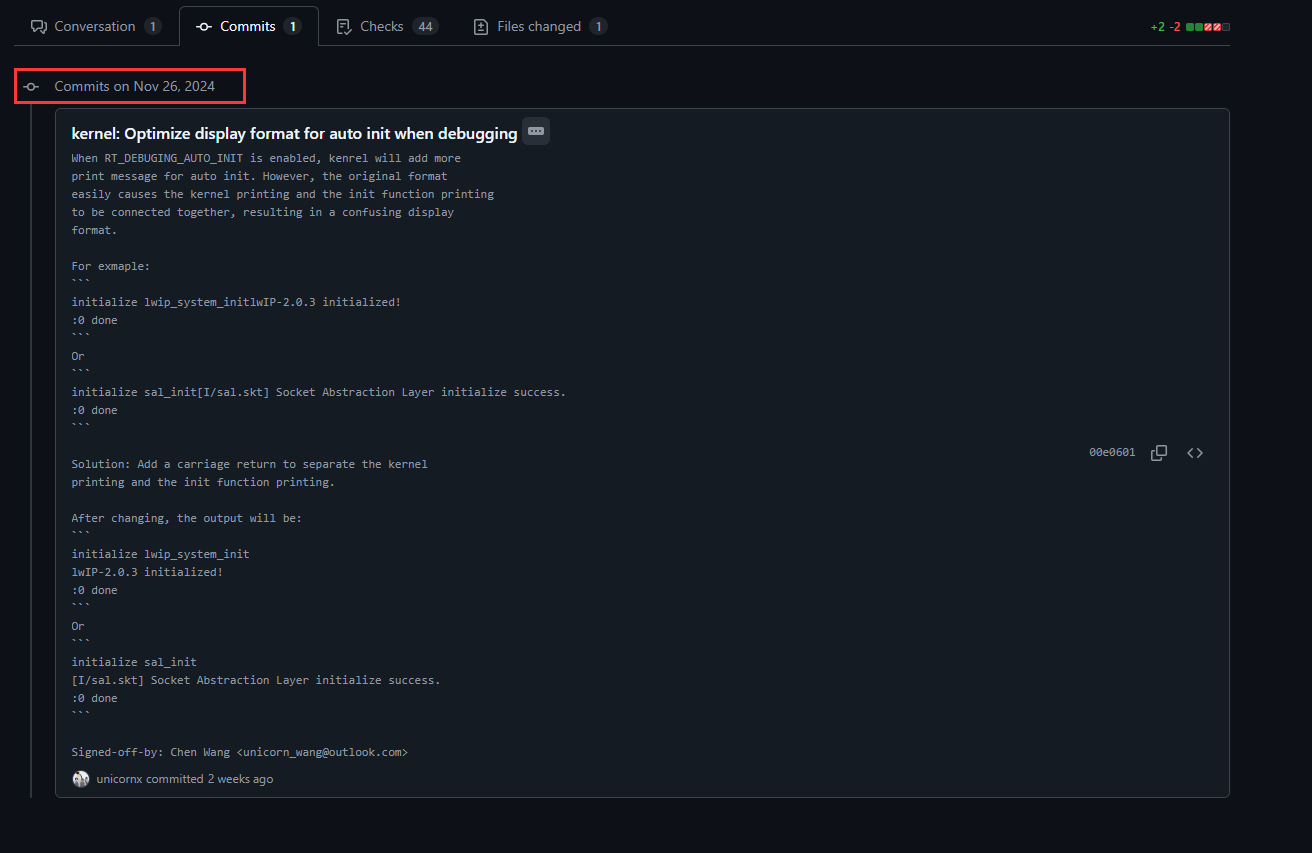 Conversation 1 Commits 1 Checks 44 Files changed 1 +2 -2
Commits on Nov 26, 2024
kernel: Optimize display format for auto init when debugging
When RT_DEBUGING_AUTO_INIT is enabled, kenrel will add more
print message for auto init. However, the original format
easily causes the kernel printing and the init function printing
to be connected together, resulting in a confusing display
format.
For exmaple:
```
initialize lwip_system_initlwIP-2.0.3 initialized!
:0 done
```
Or
```
initialize sal_init[I/sal.skt] Socket Abstraction Layer initialize success.
:0 done
```
00e0601
Solution: Add a carriage return to separate the kernel
printing and the init function printing.
After changing, the output will be:
```
initialize lwip_system_init
lwIP-2.0.3 initialized!
:0 done
```
Or
```
initialize sal_init
[I/sal.skt] Socket Abstraction Layer initialize success.
:0 done
```
Signed-off-by: Chen Wang <unicorn_wang@outlook.com>
unicornx committed 2 weeks ago